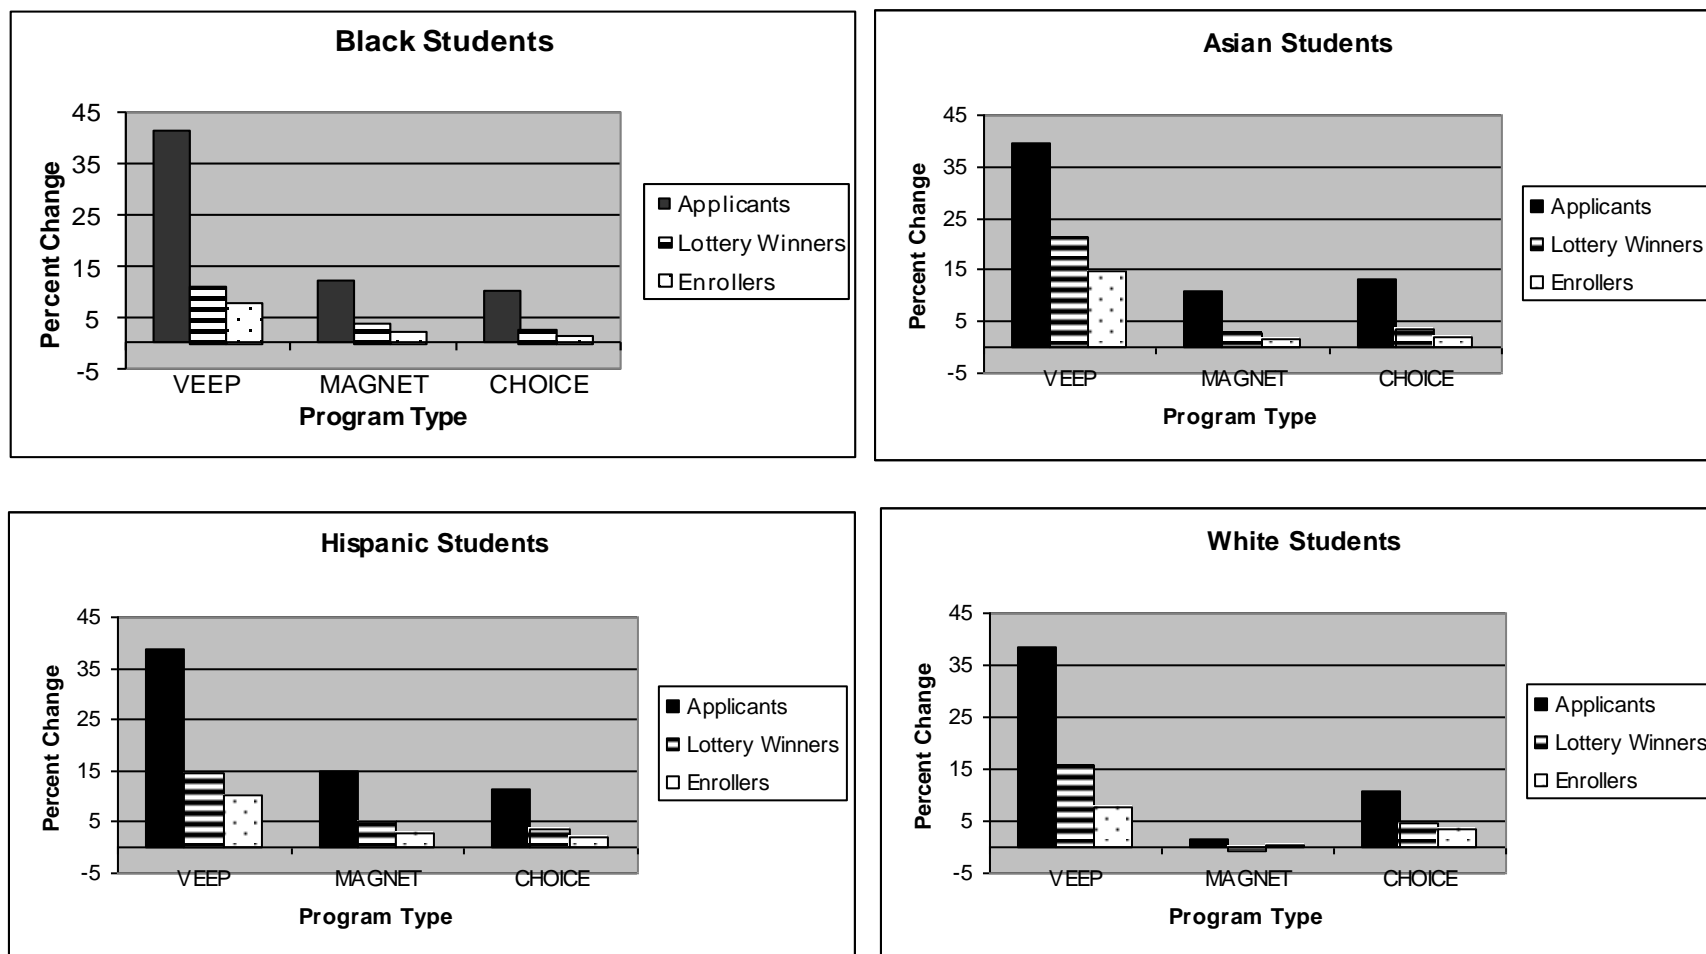 Black Students
45
35
25
15
5
-5
Percent Change
VEEP MAGNET CHOICE
Program Type
Applicants
Lottery Winners
Enrollers
Asian Students
45
35
25
15
5
-5
Percent Change
VEEP MAGNET CHOICE
Program Type
Applicants
Lottery Winners
Enrollers
Hispanic Students
45
35
25
15
5
-5
Percent Change
VEEP MAGNET CHOICE
Program Type
Applicants
Lottery Winners
Enrollers
White Students
45
35
25
15
5
-5
Percent Change
VEEP MAGNET CHOICE
Program Type
Applicants
Lottery Winners
Enrollers